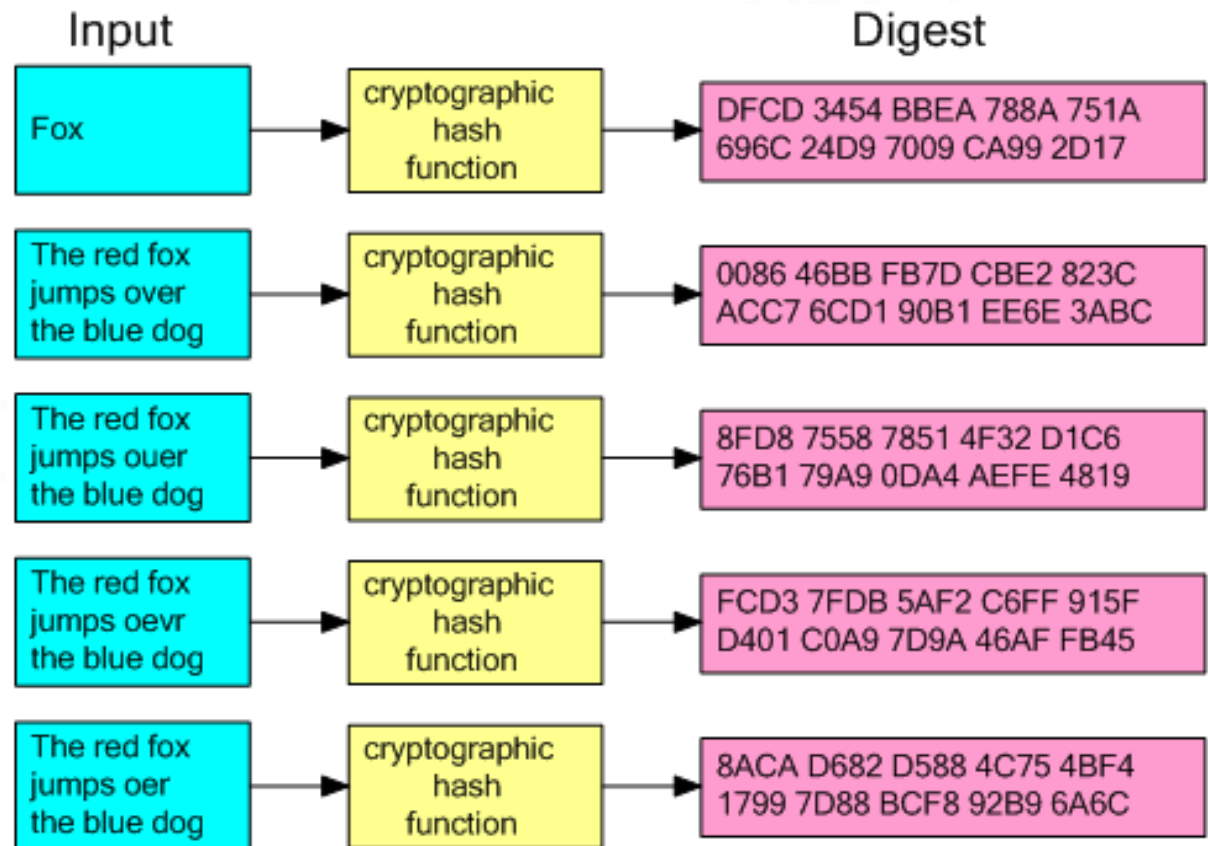 Input
Digest
Fox
cryptographic
hash
function
DFCD 3454 BBEA 788A 751A
696C 24D9 7009 CA99 2D17
The red fox
jumps over
the blue dog
cryptographic
hash
function
0086 46BB FB7D CBE2 823C
ACC7 6CD1 90B1 EE6E 3ABC
The red fox
jumps ouer
the blue dog
cryptographic
hash
function
8FD8 7558 7851 4F32 D1C6
76B1 79A9 0DA4 AEFE 4819
The red fox
jumps oevr
the blue dog
cryptographic
hash
function
FCD3 7FDB 5AF2 C6FF 915F
D401 C0A9 7D9A 46AF FB45
The red fox
jumps oer
the blue dog
cryptographic
hash
function
8ACA D682 D588 4C75 4BF4
1799 7D88 BCF8 92B9 6A6C